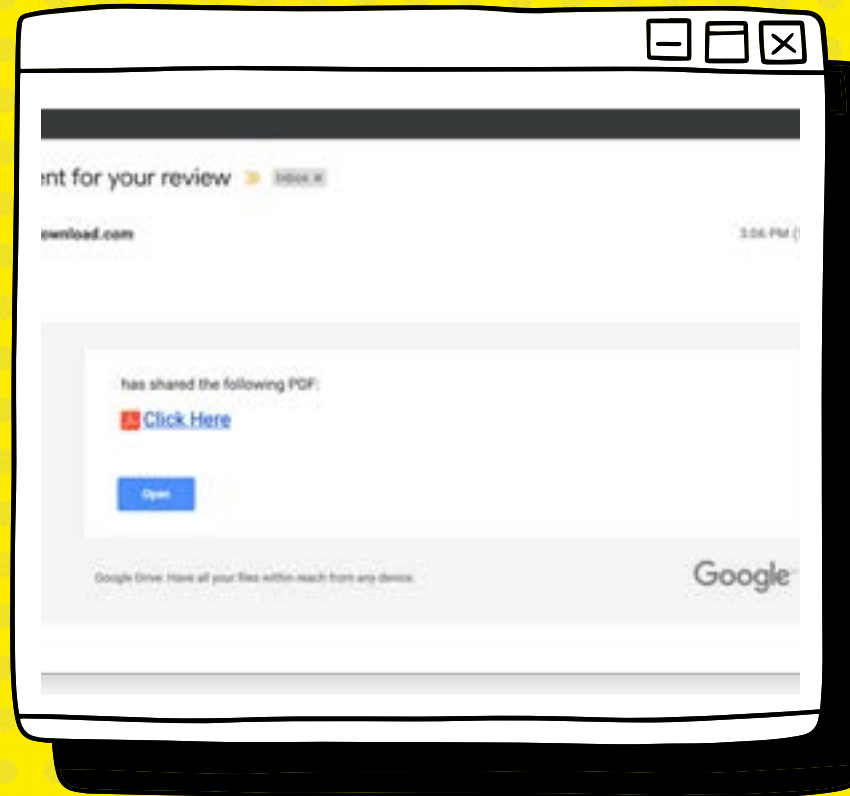 ent for your review
Inbox x
ownload.com
3:06 PM (
has shared the following PDF:
Click Here
Open
Google Drive: Have all your files within reach from any device.
Google